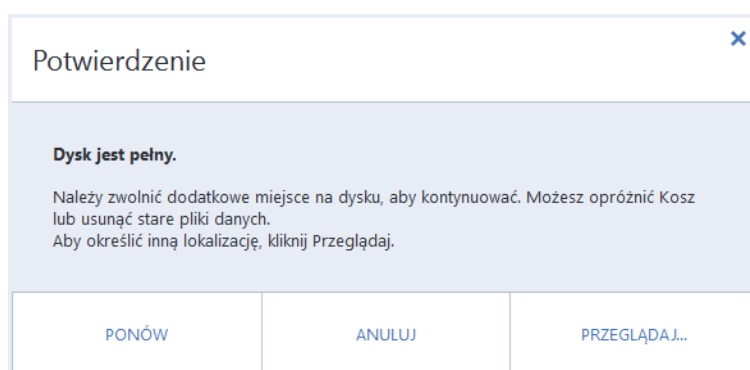 Potwierdzenie
Dysk jest pełny.
Należy zwolnić dodatkowe miejsce na dysku, aby kontynuować. Możesz opróżnić Kosz
lub usunąć stare pliki danych.
Aby określić inną lokalizację, kliknij Przeglądaj.
PONÓW ANULUJ PRZEGLĄDAJ...